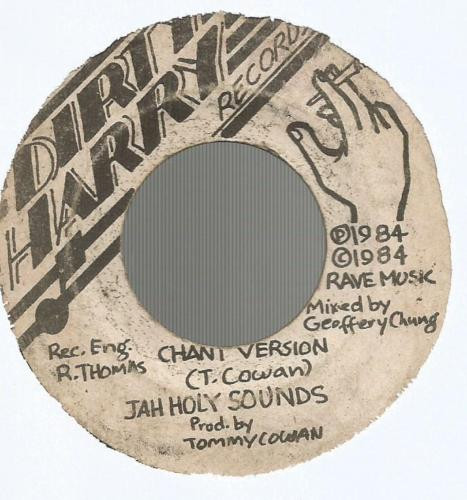 DIRTY
HARRY
RECORDS
℗1984
©1984
RAVE MUSIC
Mixed by
Geoffery Chung
Rec. Eng.
R. THOMAS
CHANT VERSION
(T. Cowan)
JAH HOLY SOUNDS
Prod. by
TOMMY COWAN